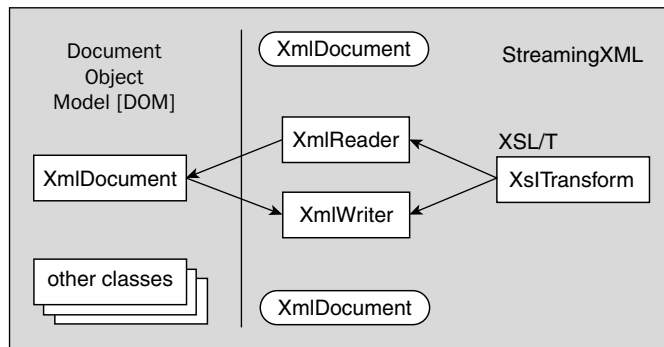 Document
Object
Model [DOM]
XmlDocument
other classes
XmlDocument
StreamingXML
XmlReader
XmlWriter
XSL/T
XslTransform
XmlDocument